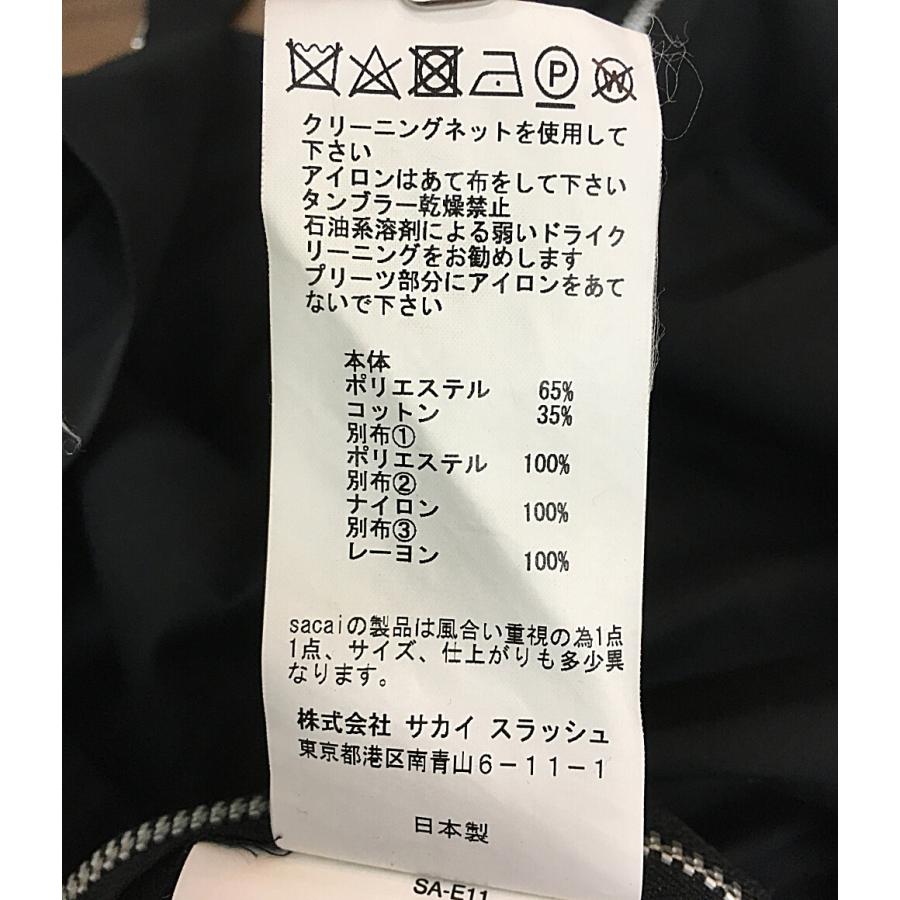 P W
クリーニングネットを使用して
下さい
アイロンはあて布をして下さい
タンブラー乾燥禁止
石油系溶剤による弱いドライク
リーニングをお勧めします
プリーツ部分にアイロンをあて
ないで下さい
本体
ポリエステル 65%
コットン 35%
別布①
ポリエステル 100%
別布②
ナイロン 100%
別布③
レーヨン 100%
sacaiの製品は風合い重視の為1点
1点、サイズ、仕上がりも多少異
なります。
株式会社 サカイ スラッシュ
東京都港区南青山6-11-1
日本製
SA-E11